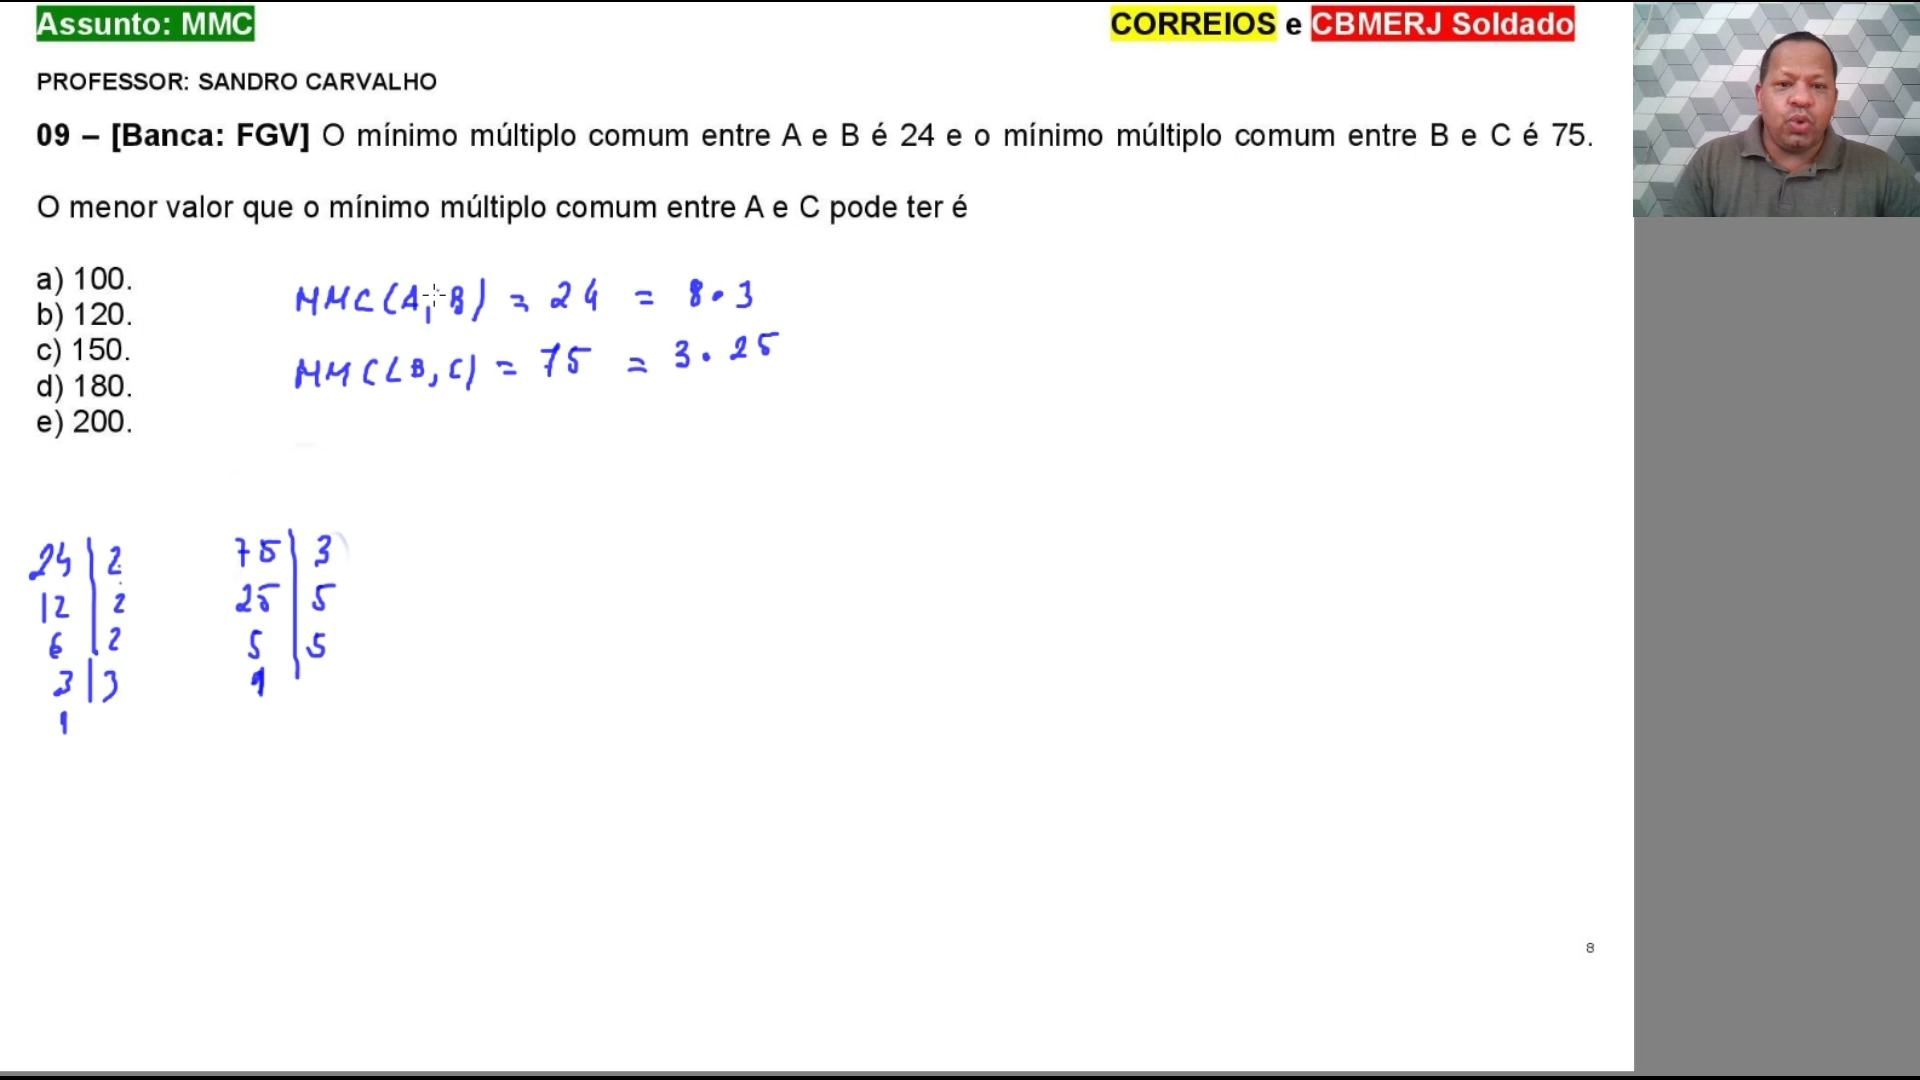 Assunto: MMC
CORREIOS e CBMERJ Soldado
PROFESSOR: SANDRO CARVALHO
09 – [Banca: FGV] O mínimo múltiplo comum entre A e B é 24 e o mínimo múltiplo comum entre B e C é 75.
O menor valor que o mínimo múltiplo comum entre A e C pode ter é
a) 100.
b) 120.
c) 150.
d) 180.
e) 200.
MMC(A,B) = 24 = 8.3
MMC(B,C) = 75 = 3.25
24 | 2
12 | 2
6 | 2
3 | 3
1
75 | 3
25 | 5
5 | 5
1
8